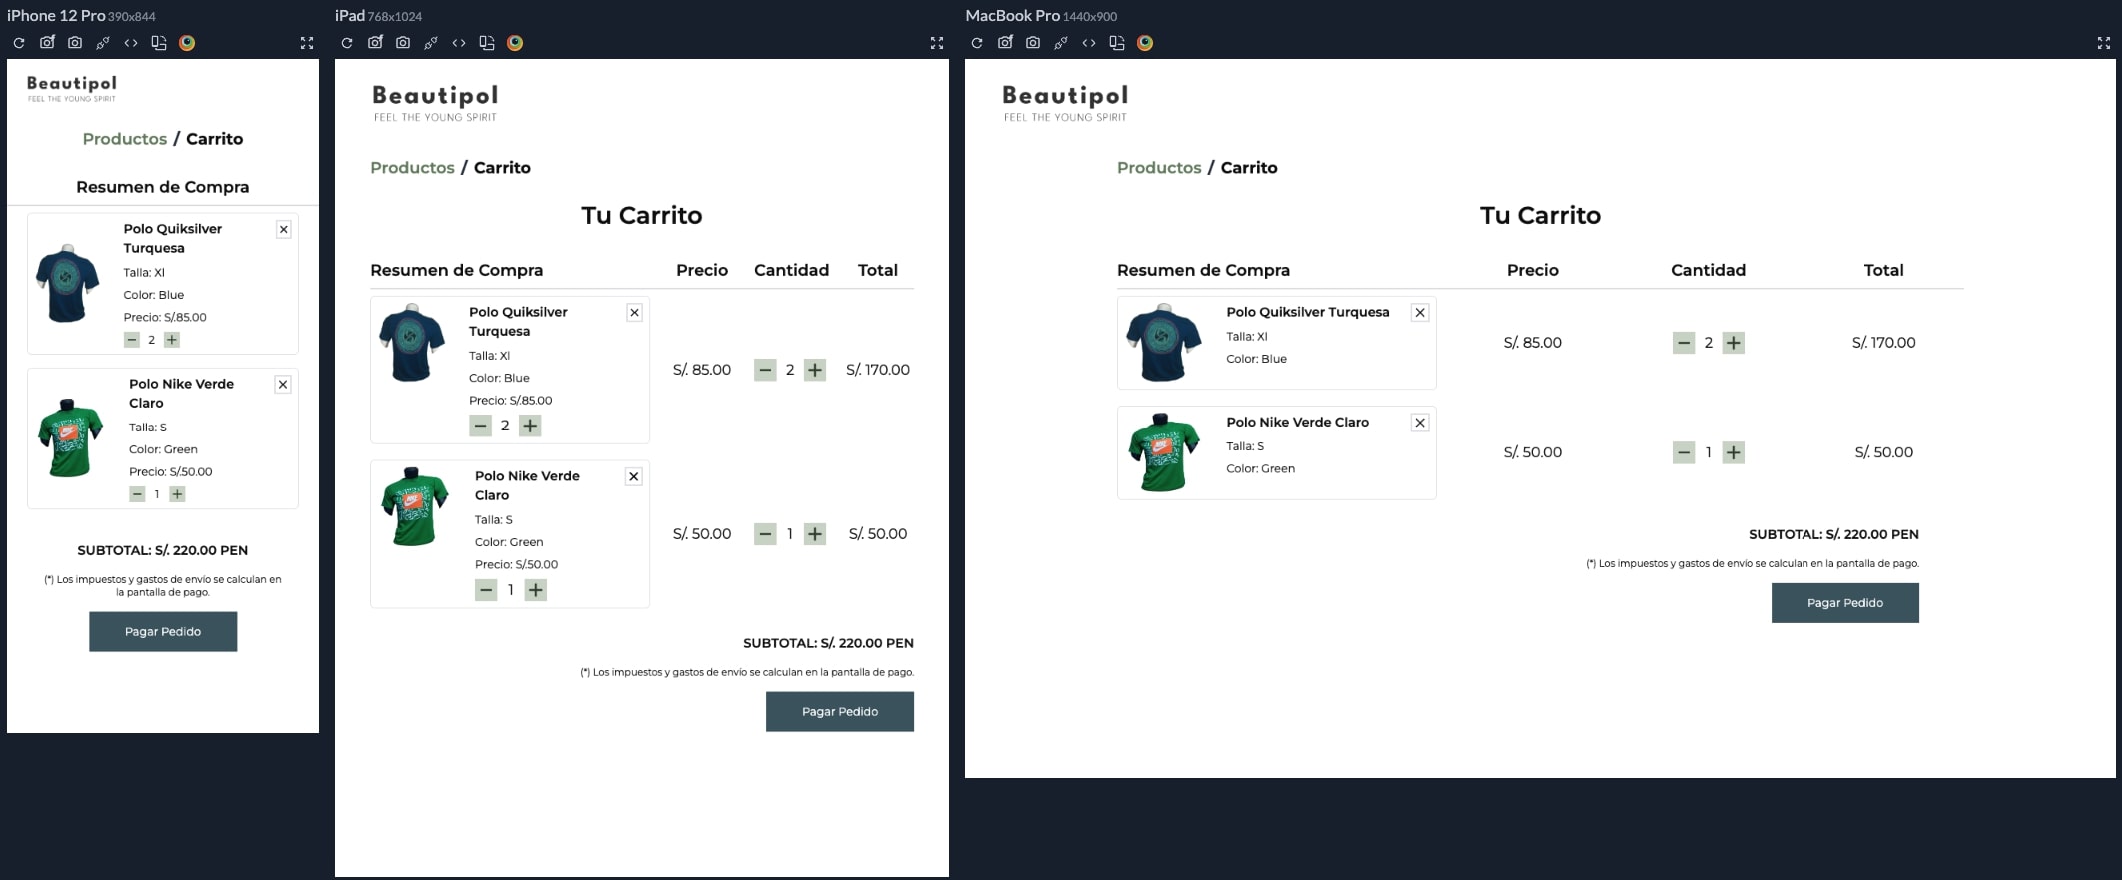 iPhone 12 Pro 390x844
Beautipol
FEEL THE YOUNG SPIRIT
Productos / Carrito
Resumen de Compra
Polo Quiksilver
Turquesa
Talla: Xl
Color: Blue
Precio: S/.85.00
2
Polo Nike Verde
Claro
Talla: S
Color: Green
Precio: S/.50.00
1
SUBTOTAL: S/. 220.00 PEN
(*) Los impuestos y gastos de envío se calculan en
la pantalla de pago.
Pagar Pedido
iPad 768x1024
Beautipol
FEEL THE YOUNG SPIRIT
Productos / Carrito
Tu Carrito
Resumen de Compra Precio Cantidad Total
Polo Quiksilver
Turquesa
Talla: Xl
Color: Blue
Precio: S/.85.00
2
S/. 85.00 2 S/. 170.00
Polo Nike Verde
Claro
Talla: S
Color: Green
Precio: S/.50.00
1
S/. 50.00 1 S/. 50.00
SUBTOTAL: S/. 220.00 PEN
(*) Los impuestos y gastos de envío se calculan en la pantalla de pago.
Pagar Pedido
MacBook Pro 1440x900
Beautipol
FEEL THE YOUNG SPIRIT
Productos / Carrito
Tu Carrito
Resumen de Compra Precio Cantidad Total
Polo Quiksilver Turquesa
Talla: Xl
Color: Blue
S/. 85.00 2 S/. 170.00
Polo Nike Verde Claro
Talla: S
Color: Green
S/. 50.00 1 S/. 50.00
SUBTOTAL: S/. 220.00 PEN
(*) Los impuestos y gastos de envío se calculan en la pantalla de pago.
Pagar Pedido